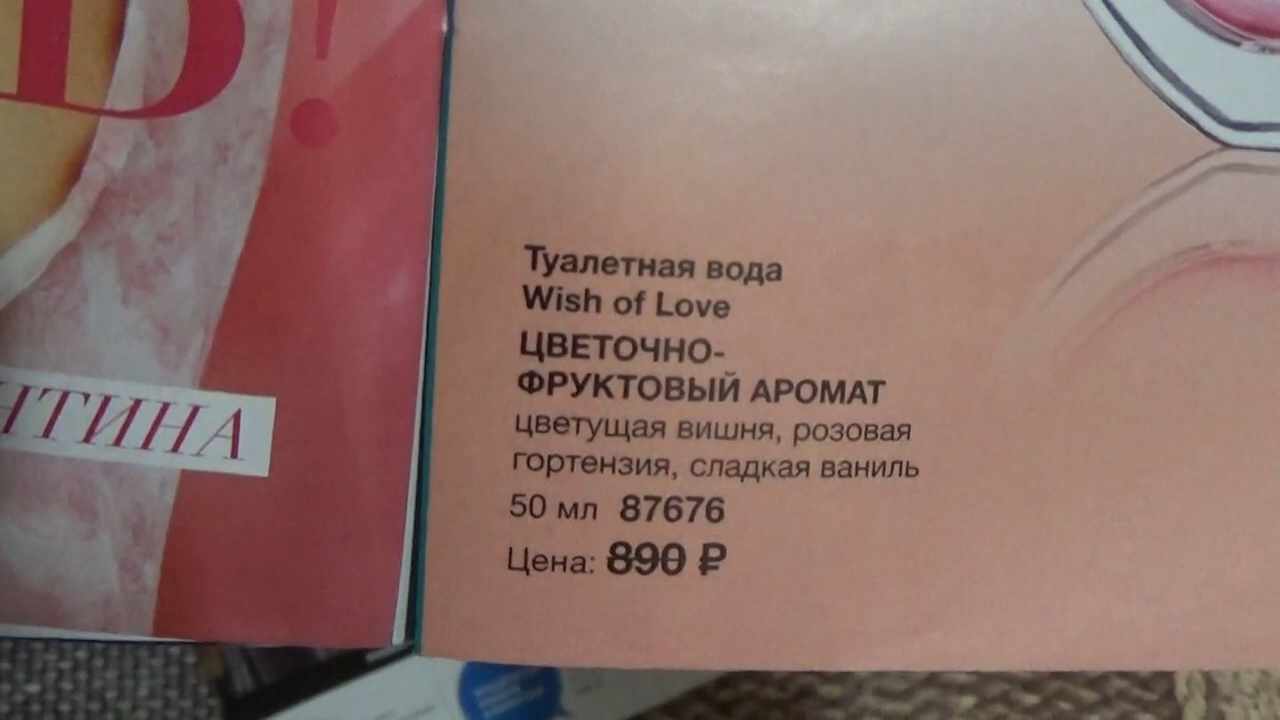 НТИНА
Туалетная вода
Wish of Love
ЦВЕТОЧНО-
ФРУКТОВЫЙ АРОМАТ
цветущая вишня, розовая
гортензия, сладкая ваниль
50 мл 87676
Цена: 890 ₽